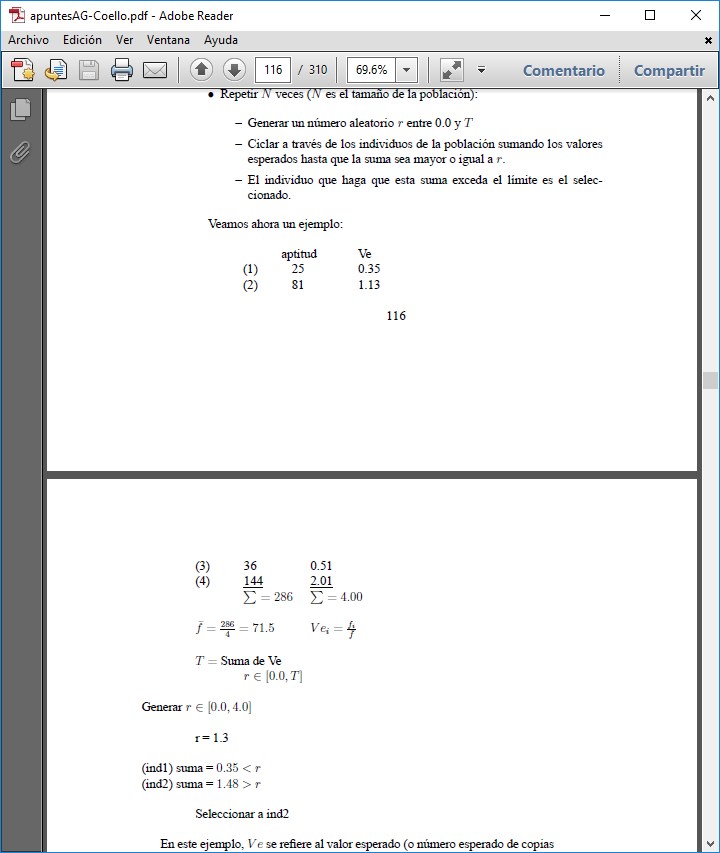 apuntesAG-Coello.pdf - Adobe Reader
Archivo Edición Ver Ventana Ayuda
116 / 310 69.6% Comentario Compartir
• Repetir N veces (N es el tamaño de la población):
– Generar un número aleatorio r entre 0.0 y T
– Ciclar a través de los individuos de la población sumando los valores
esperados hasta que la suma sea mayor o igual a r.
– El individuo que haga que esta suma exceda el límite es el selec-
cionado.
Veamos ahora un ejemplo:
aptitud Ve
(1) 25 0.35
(2) 81 1.13
116
(3) 36 0.51
(4) 144 2.01
∑ = 286 ∑ = 4.00
f̄ = 286/4 = 71.5 Ve_i = f_i/f̄
T = Suma de Ve
r ∈ [0.0, T]
Generar r ∈ [0.0, 4.0]
r = 1.3
(ind1) suma = 0.35 < r
(ind2) suma = 1.48 > r
Seleccionar a ind2
En este ejemplo, Ve se refiere al valor esperado (o número esperado de copias